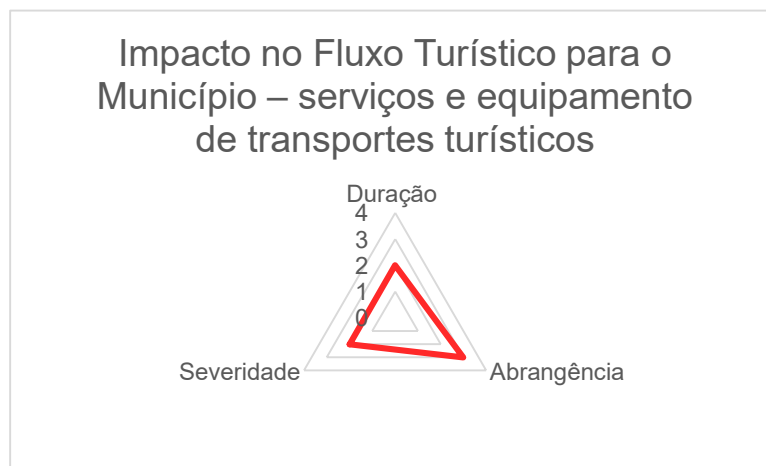 Impacto no Fluxo Turístico para o
Município – serviços e equipamento
de transportes turísticos
Duração
4
3
2
1
0
Severidade
Abrangência